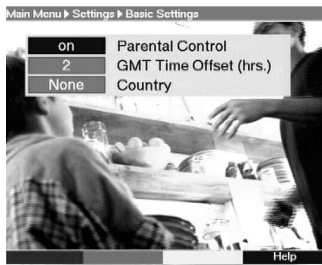 Main Menu ▶ Settings ▶ Basic Settings
on Parental Control
2 GMT Time Offset (hrs.)
None Country
Help